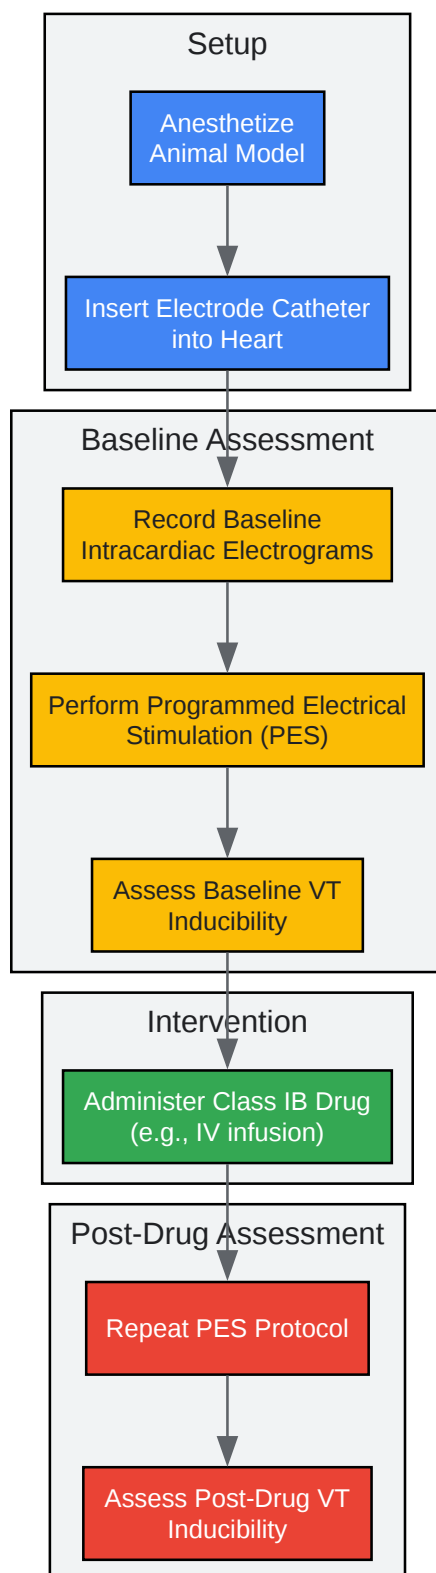 Setup
Anesthetize
Animal Model
Insert Electrode Catheter
into Heart
Baseline Assessment
Record Baseline
Intracardiac Electrograms
Perform Programmed Electrical
Stimulation (PES)
Assess Baseline VT
Inducibility
Intervention
Administer Class IB Drug
(e.g., IV infusion)
Post-Drug Assessment
Repeat PES Protocol
Assess Post-Drug VT
Inducibility